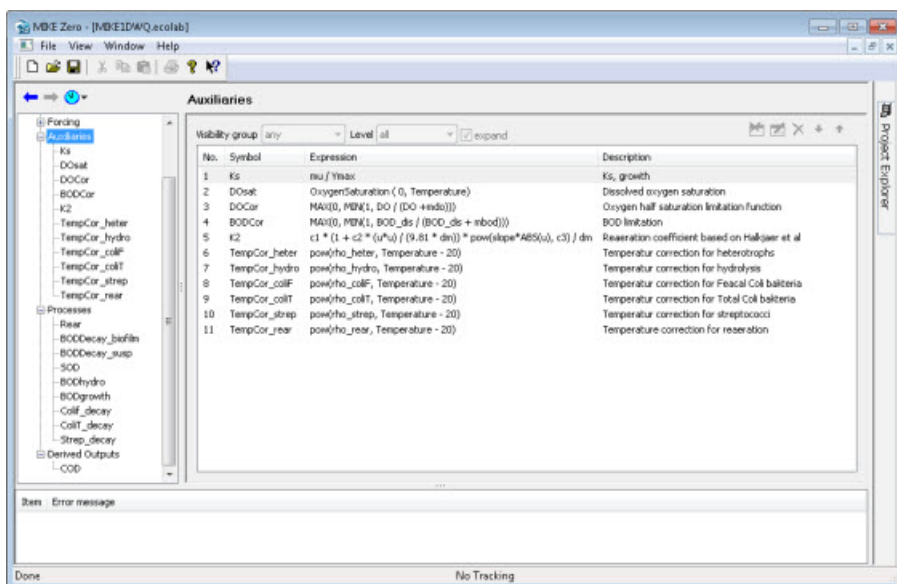 MIKE Zero - [MIKE1DWQ.ecolab]
File View Window Help
Auxiliaries
Forcing
Auxiliaries
Ks
DOsat
DOCor
BODCor
K2
TempCor_heter
TempCor_hydro
TempCor_coliF
TempCor_coliT
TempCor_strep
TempCor_rear
Processes
Rear
BODDecay_biofilm
BODDecay_susp
SOD
BODhydro
BODgrowth
Colif_decay
ColiT_decay
Strep_decay
Derived Outputs
COD
Visibility group any Level all expand
No. Symbol Expression Description
1 Ks mu / Ymax Ks, growth
2 DOsat OxygenSaturation ( 0, Temperature) Dissolved oxygen saturation
3 DOCor MAX(0, MIN(1, DO / (DO +mdo))) Oxygen half saturation limitation function
4 BODCor MAX(0, MIN(1, BOD_dis / (BOD_dis + mbod))) BOD limitation
5 K2 c1 * (1 + c2 * (u*u) / (9.81 * dm)) * pow(slope*ABS(u), c3) / dm Reaeration coefficient based on Halkjaer et al
6 TempCor_heter pow(rho_heter, Temperature - 20) Temperatur correction for heterotrophs
7 TempCor_hydro pow(rho_hydro, Temperature - 20) Temperatur correction for hydrolysis
8 TempCor_coliF pow(rho_coliF, Temperature - 20) Temperatur correction for Feacal Coli bakteria
9 TempCor_coliT pow(rho_coliT, Temperature - 20) Temperatur correction for Total Coli bakteria
10 TempCor_strep pow(rho_strep, Temperature - 20) Temperatur correction for streptococci
11 TempCor_rear pow(rho_rear, Temperature - 20) Temperature correction for reaeration
Project Explorer
Item Error message
Done No Tracking